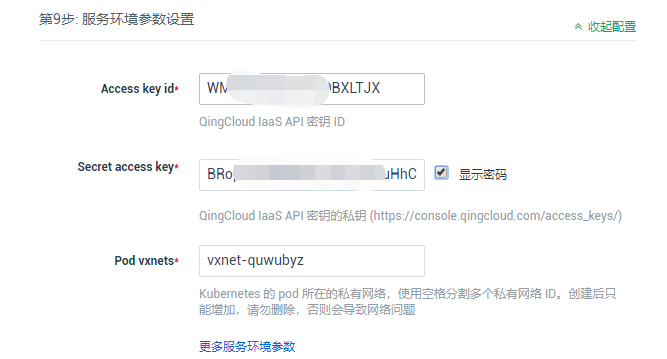 第9步: 服务环境参数设置
收起配置
Access key id*
BXLTJX
QingCloud IaaS API 密钥 ID
Secret access key*
显示密码
QingCloud IaaS API 密钥的私钥 (https://console.qingcloud.com/access_keys/)
Pod vxnets*
vxnet-quwubyz
Kubernetes 的 pod 所在的私有网络，使用空格分割多个私有网络 ID。创建后只
能增加，请勿删除，否则会导致网络问题
更多服务环境参数